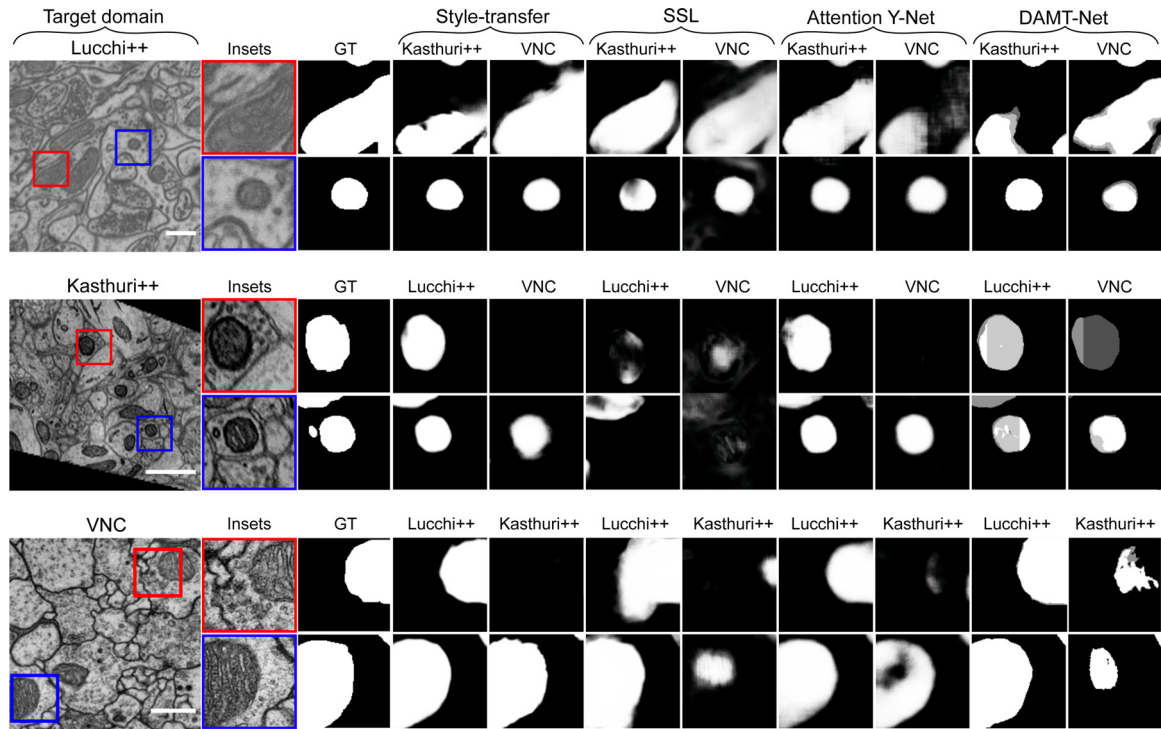 Target domain Style-transfer SSL Attention Y-Net DAMT-Net
Lucchi++ Insets GT Kasthuri++ VNC Kasthuri++ VNC Kasthuri++ VNC Kasthuri++ VNC
Kasthuri++ Insets GT Lucchi++ VNC Lucchi++ VNC Lucchi++ VNC Lucchi++ VNC
VNC Insets GT Lucchi++ Kasthuri++ Lucchi++ Kasthuri++ Lucchi++ Kasthuri++ Lucchi++ Kasthuri++